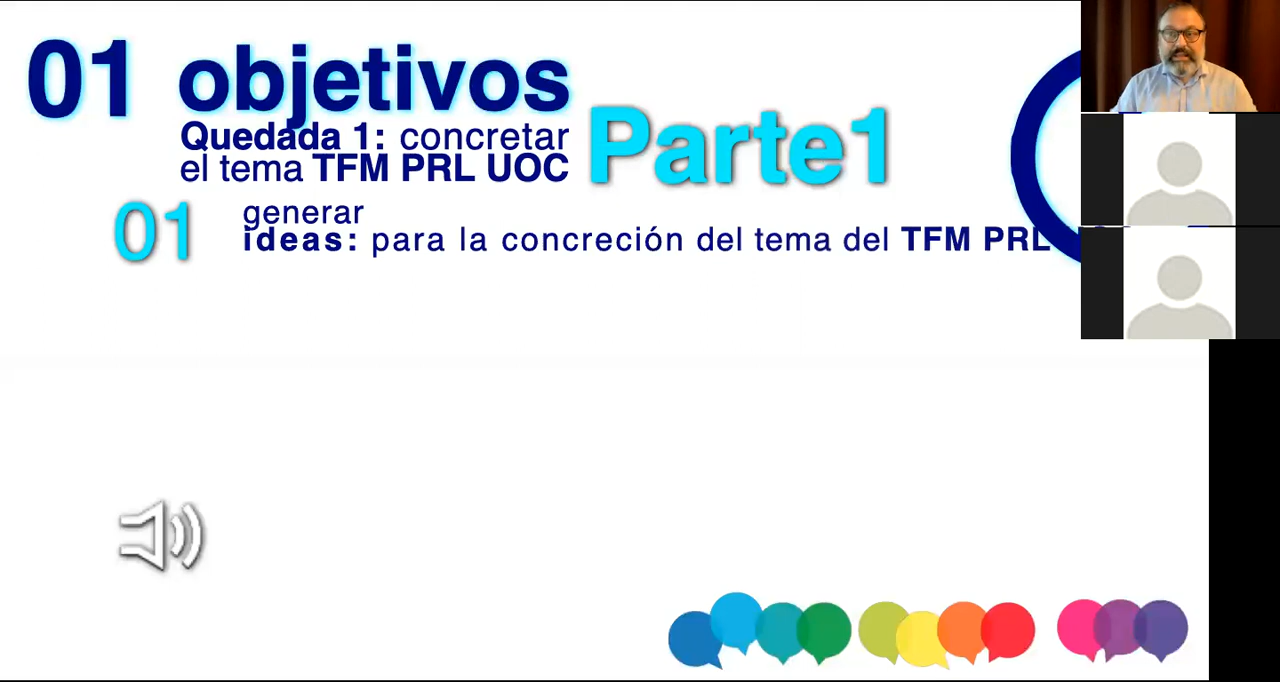 01 objetivos
Quedada 1: concretar
el tema TFM PRL UOC
Parte1
01
generar
ideas: para la concreción del tema del TFM PRL